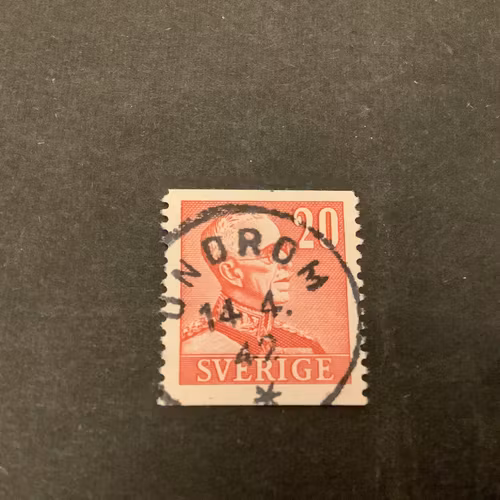 20
UNDROM
14. 4.
42
SVERIGE
*